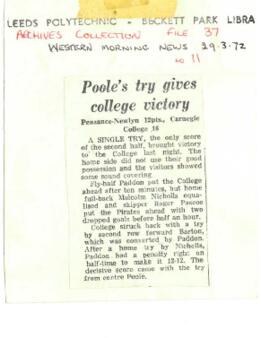 LEEDS POLYTECHNIC - BECKETT PARK LIBRA
ARCHIVES COLLECTION FILE 37
WESTERN MORNING NEWS 29.3.72
no 11
Poole's try gives
college victory
Penzance-Newlyn 12pts, Carnegie
College 16
A SINGLE TRY, the only score
of the second half, brought victory
to the College last night. The
home side did not use their good
possession and the visitors showed
some sound covering.
Fly-half Paddon put the College
ahead after ten minutes, but home
full-back Malcolm Nicholls equa-
lised and skipper Roger Pascoe
put the Pirates ahead with two
dropped goals before half an hour.
College struck back with a try
by second row forward Barton,
which was converted by Paddon.
After a home try by Nicholls,
Paddon had a penalty right on
half-time to make it 12-12. The
decisive score came with the try
from centre Poole.